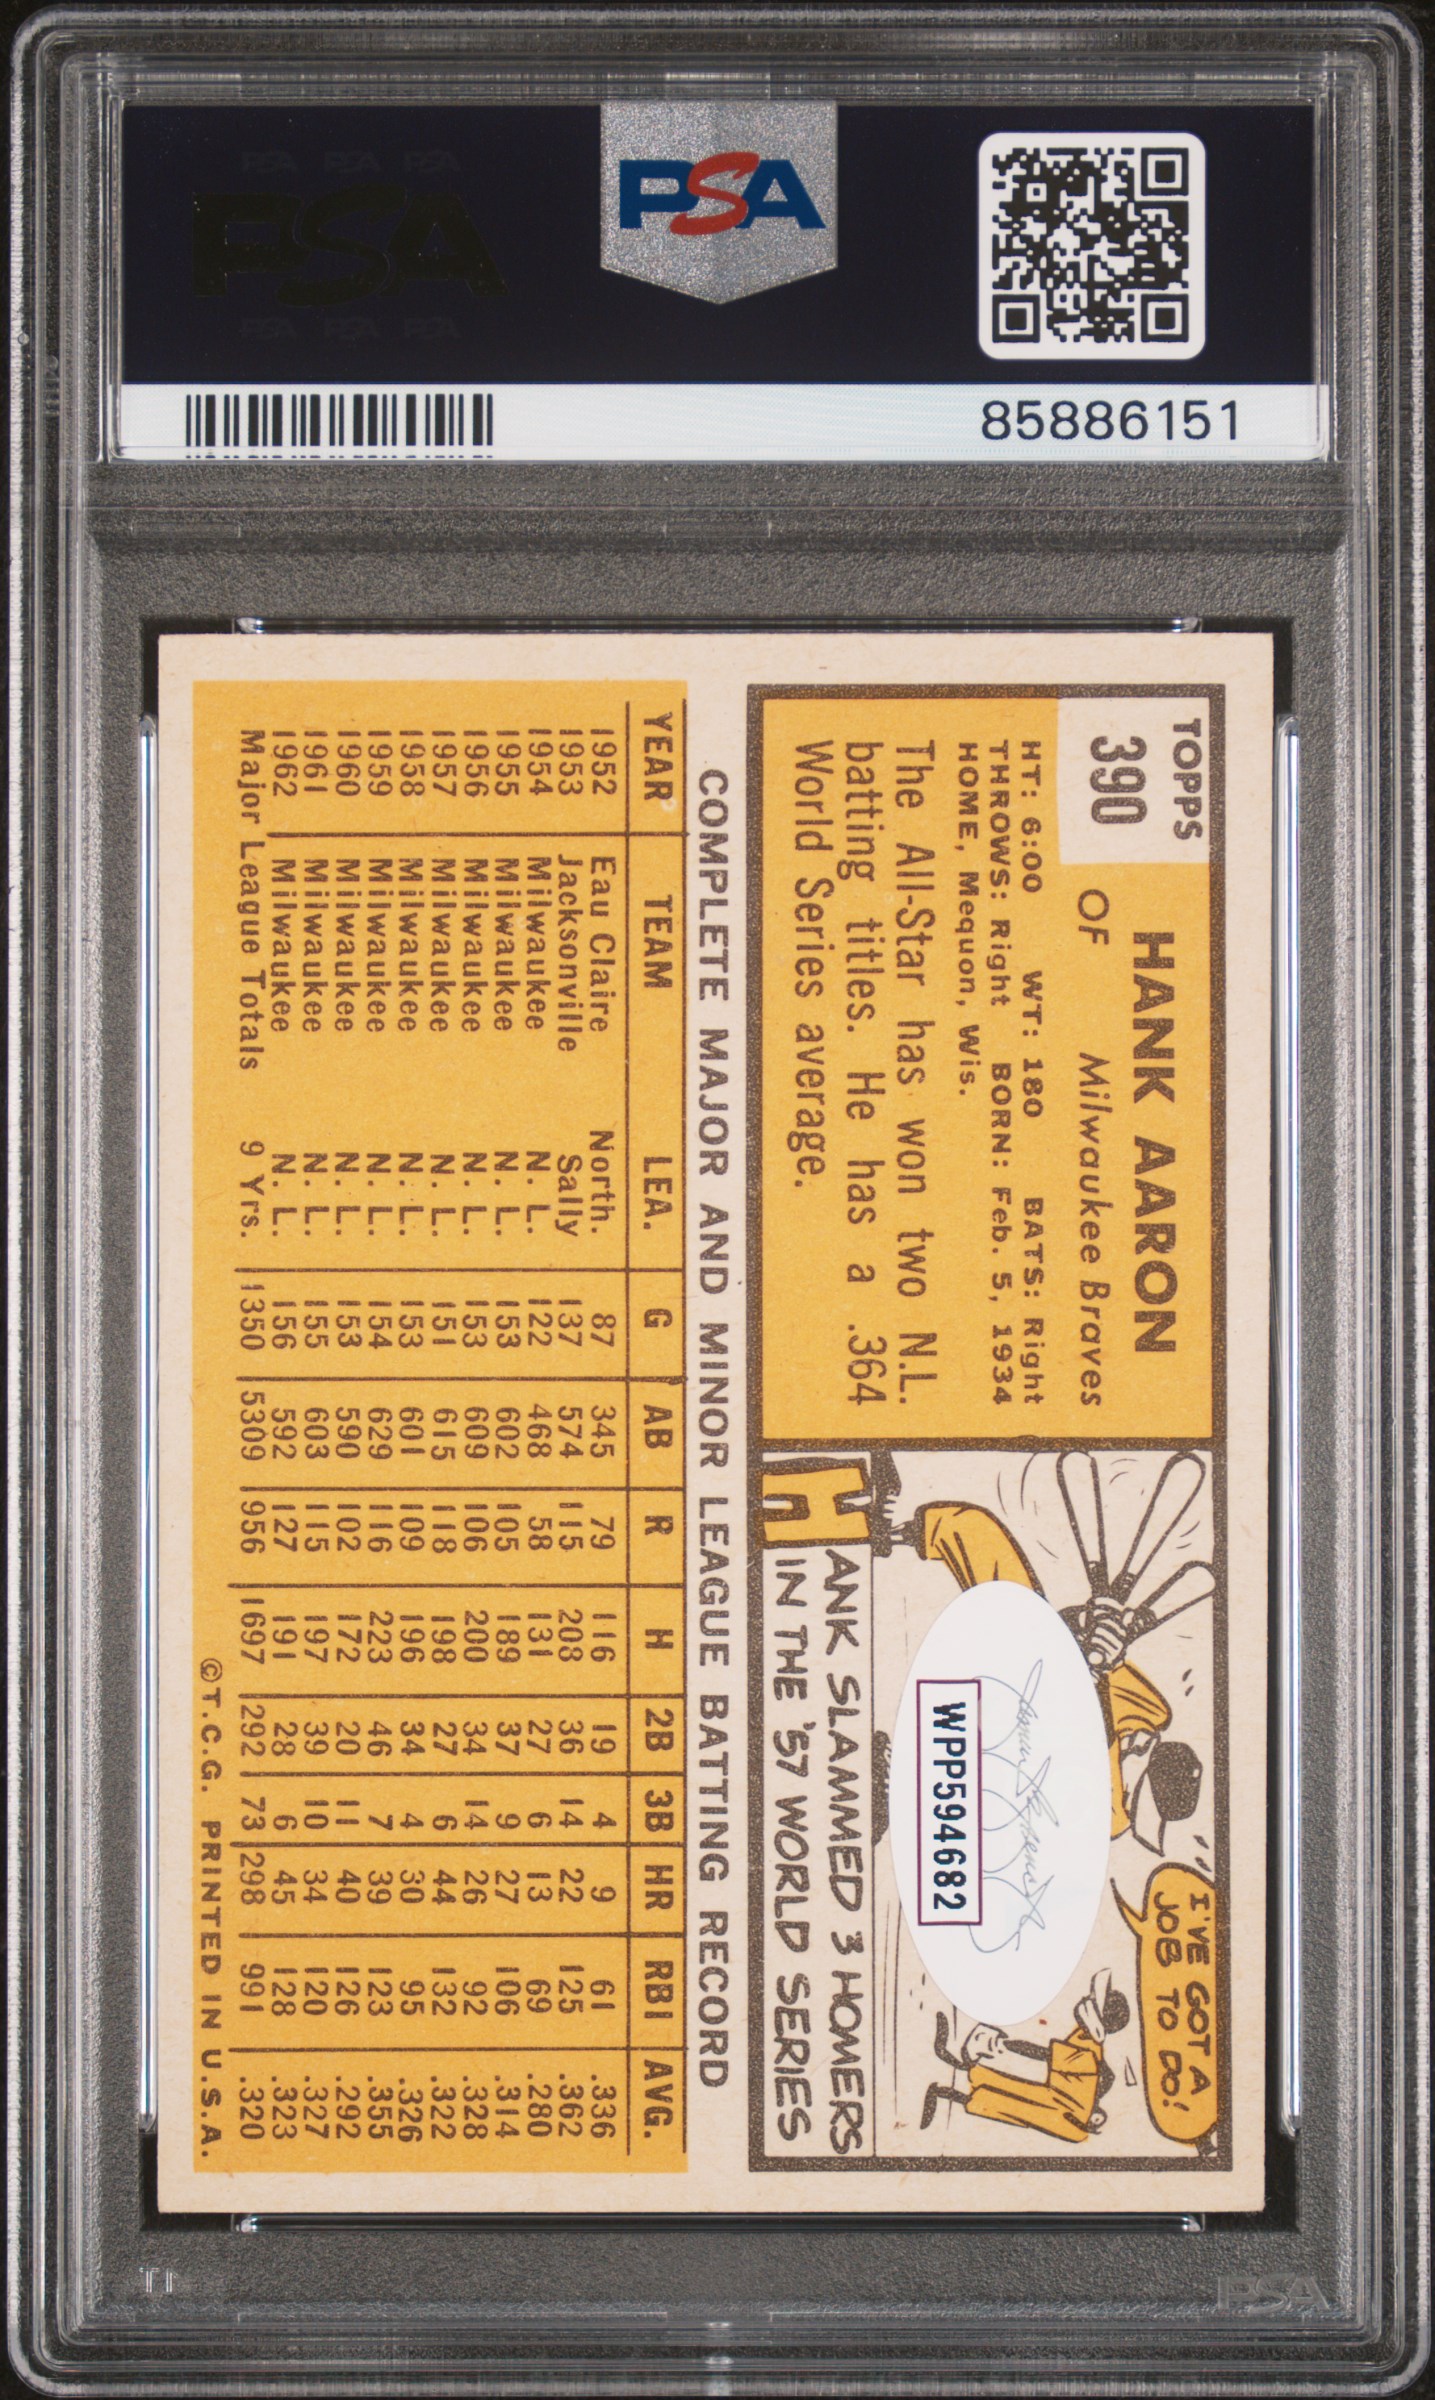 PSA PSA PSA
PSA
PSA PSA PSA
PSA
85886151
TOPPS
390
HANK AARON
OF Milwaukee Braves
HT: 6:00 WT: 180 BATS: Right
THROWS: Right BORN: Feb. 5, 1934
HOME, Mequon, Wis.
The All-Star has won two N.L.
batting titles. He has a .364
World Series average.
I'VE GOT A
JOB TO DO!
WPP594682
HANK SLAMMED 3 HOMERS
IN THE '57 WORLD SERIES
COMPLETE MAJOR AND MINOR LEAGUE BATTING RECORD
YEAR TEAM LEA. G AB R H 2B 3B HR RBI AVG.
1952 Eau Claire North. 87 345 79 116 19 4 9 61 .336
1953 Jacksonville Sally 137 574 115 208 36 14 22 125 .362
1954 Milwaukee N. L. 122 468 58 131 27 6 13 69 .280
1955 Milwaukee N. L. 153 602 105 189 37 9 27 106 .314
1956 Milwaukee N. L. 153 609 106 200 34 14 26 92 .328
1957 Milwaukee N. L. 151 615 118 198 27 6 44 132 .322
1958 Milwaukee N. L. 153 601 109 196 34 4 30 95 .326
1959 Milwaukee N. L. 154 629 116 223 46 7 39 123 .355
1960 Milwaukee N. L. 153 590 102 172 20 11 40 126 .292
1961 Milwaukee N. L. 155 603 115 197 39 10 34 120 .327
1962 Milwaukee N. L. 156 592 127 191 28 6 45 128 .323
Major League Totals 9 Yrs. 1350 5309 956 1697 292 73 298 991 .320
©T.C.G. PRINTED IN U.S.A.
PSA